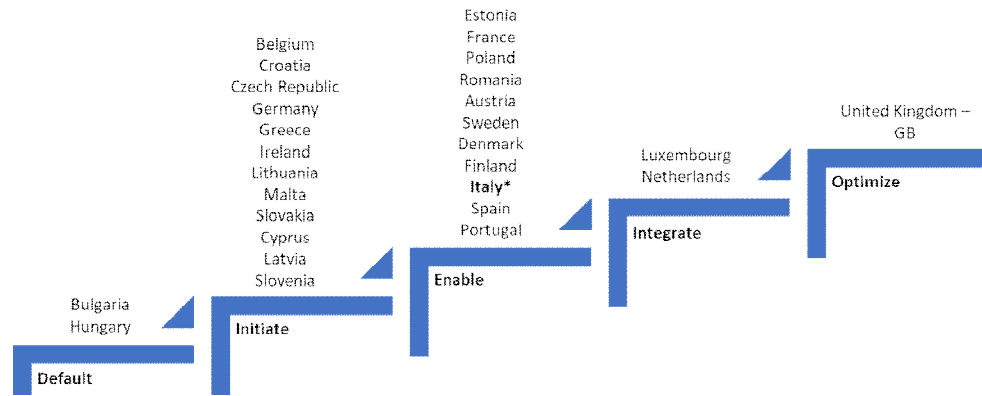 Bulgaria
Hungary
Default
Belgium
Croatia
Czech Republic
Germany
Greece
Ireland
Lithuania
Malta
Slovakia
Cyprus
Latvia
Slovenia
Initiate
Estonia
France
Poland
Romania
Austria
Sweden
Denmark
Finland
Italy*
Spain
Portugal
Enable
Luxembourg
Netherlands
Integrate
United Kingdom –
GB
Optimize